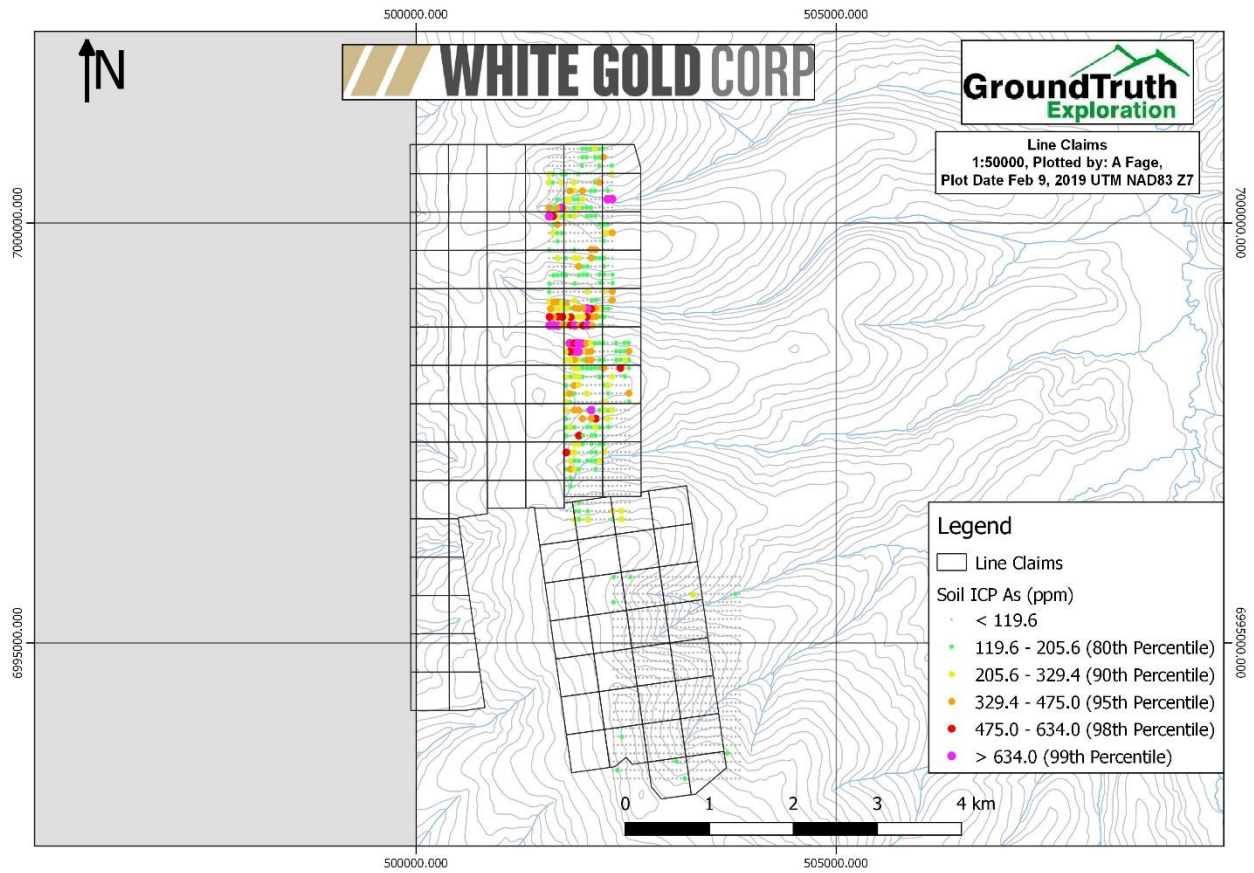 500000.000
505000.000
N
WHITE GOLD CORP
GroundTruth
Exploration
Line Claims
1:50000, Plotted by: A Fage,
Plot Date Feb 9, 2019 UTM NAD83 Z7
7000000.000
7000000.000
Legend
Line Claims
Soil ICP As (ppm)
< 119.6
119.6 - 205.6 (80th Percentile)
205.6 - 329.4 (90th Percentile)
329.4 - 475.0 (95th Percentile)
475.0 - 634.0 (98th Percentile)
> 634.0 (99th Percentile)
6995000.000
6995000.000
0 1 2 3 4 km
500000.000
505000.000